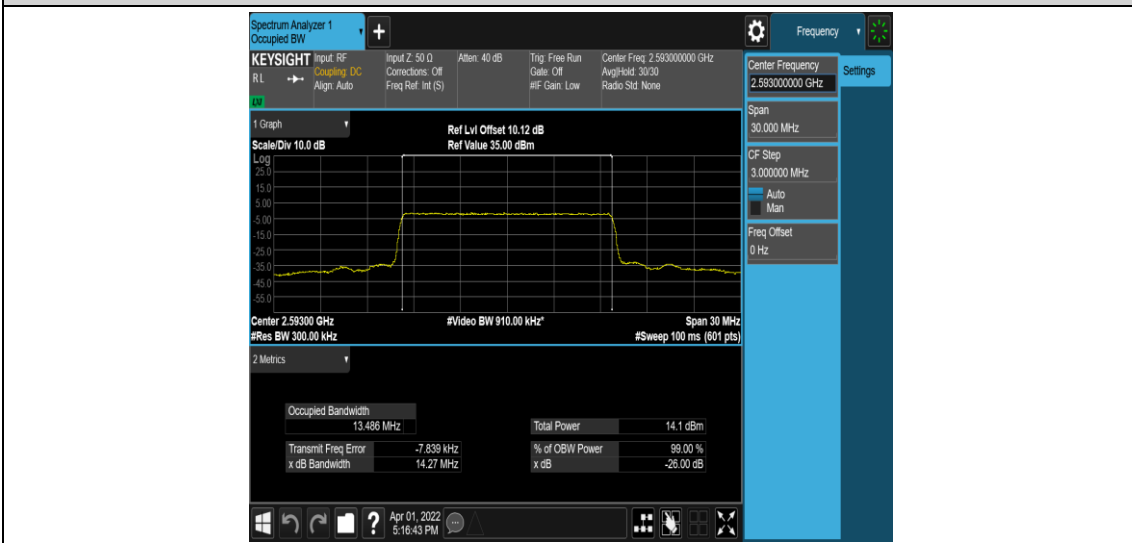 Spectrum Analyzer 1
Occupied BW
+
Frequency
KEYSIGHT
RL
LXI
Input: RF
Coupling: DC
Align: Auto
Input Z: 50 Ω
Corrections: Off
Freq Ref: Int (S)
Atten: 40 dB
Trig: Free Run
Gate: Off
#IF Gain: Low
Center Freq: 2.593000000 GHz
Avg|Hold: 30/30
Radio Std: None
Center Frequency
2.593000000 GHz
Settings
Span
30.000 MHz
CF Step
3.000000 MHz
Auto
Man
Freq Offset
0 Hz
1 Graph
Scale/Div 10.0 dB
Ref Lvl Offset 10.12 dB
Ref Value 35.00 dBm
Log
25.0
15.0
5.00
-5.00
-15.0
-25.0
-35.0
-45.0
-55.0
Center 2.59300 GHz
#Res BW 300.00 kHz
#Video BW 910.00 kHz*
Span 30 MHz
#Sweep 100 ms (601 pts)
2 Metrics
Occupied Bandwidth
13.486 MHz
Transmit Freq Error -7.839 kHz
x dB Bandwidth 14.27 MHz
Total Power 14.1 dBm
% of OBW Power 99.00 %
x dB -26.00 dB
?
Apr 01, 2022
5:16:43 PM